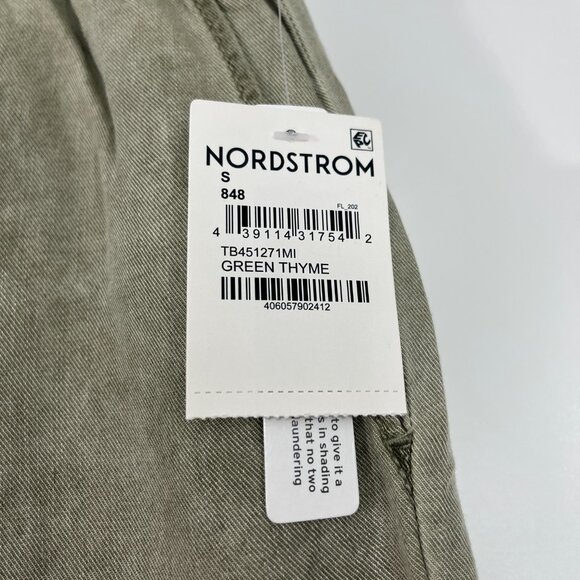 NORDSTROM
S
848
FL_202
4 39114 31754 2
TB451271MI
GREEN THYME
406057902412
to give it a
s in shading
that no two
aundering